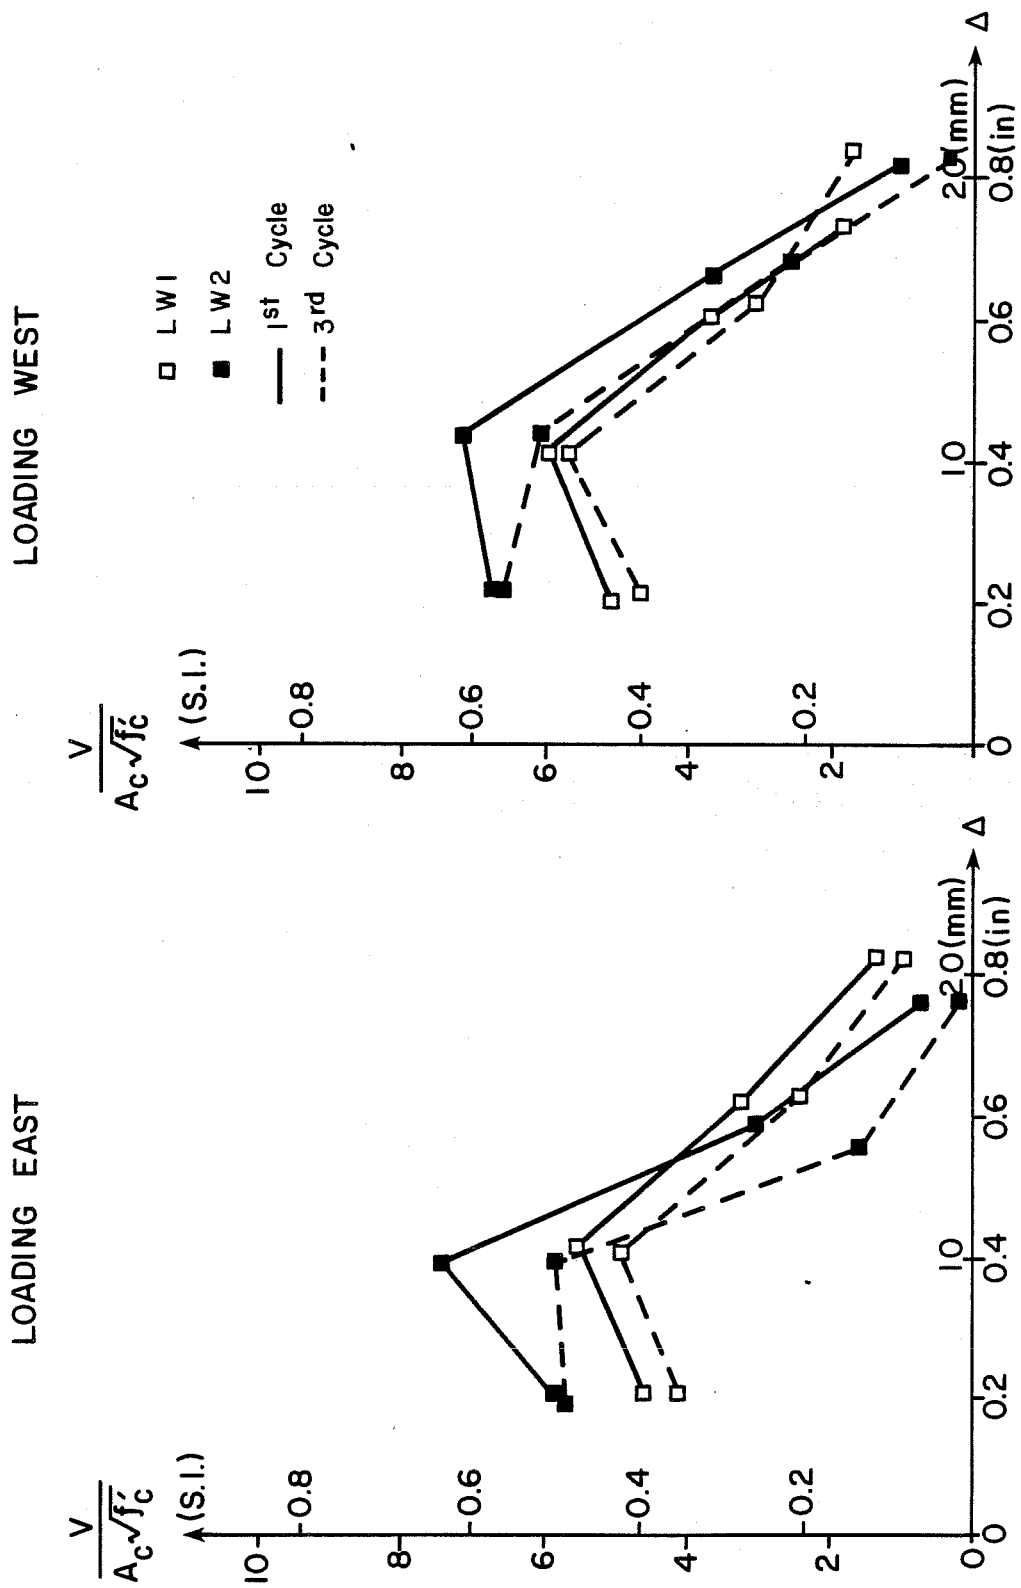 LOADING EAST
V
A_C√f'_C
(S.I.)
10
8
6
4
2
0
0.8
0.6
0.4
0.2
10
20(mm)
0
0.2
0.4
0.6
0.8(in)
Δ
LOADING WEST
V
A_C√f'_C
(S.I.)
10
8
6
4
2
0.8
0.6
0.4
0.2
LW1
LW2
1st Cycle
3rd Cycle
10
20(mm)
0
0.2
0.4
0.6
0.8(in)
Δ